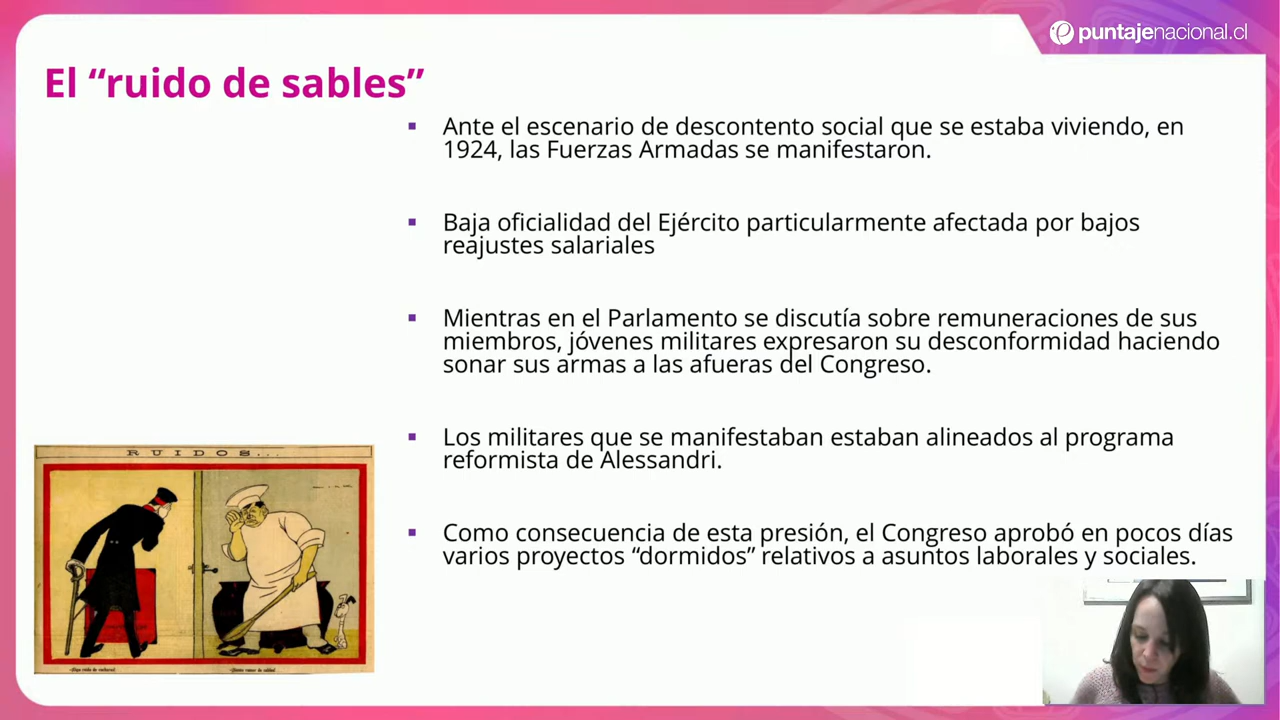 puntajenacional.cl
El “ruido de sables”
▪ Ante el escenario de descontento social que se estaba viviendo, en
1924, las Fuerzas Armadas se manifestaron.
▪ Baja oficialidad del Ejército particularmente afectada por bajos
reajustes salariales
▪ Mientras en el Parlamento se discutía sobre remuneraciones de sus
miembros, jóvenes militares expresaron su desconformidad haciendo
sonar sus armas a las afueras del Congreso.
▪ Los militares que se manifestaban estaban alineados al programa
reformista de Alessandri.
▪ Como consecuencia de esta presión, el Congreso aprobó en pocos días
varios proyectos “dormidos” relativos a asuntos laborales y sociales.
RUIDOS...